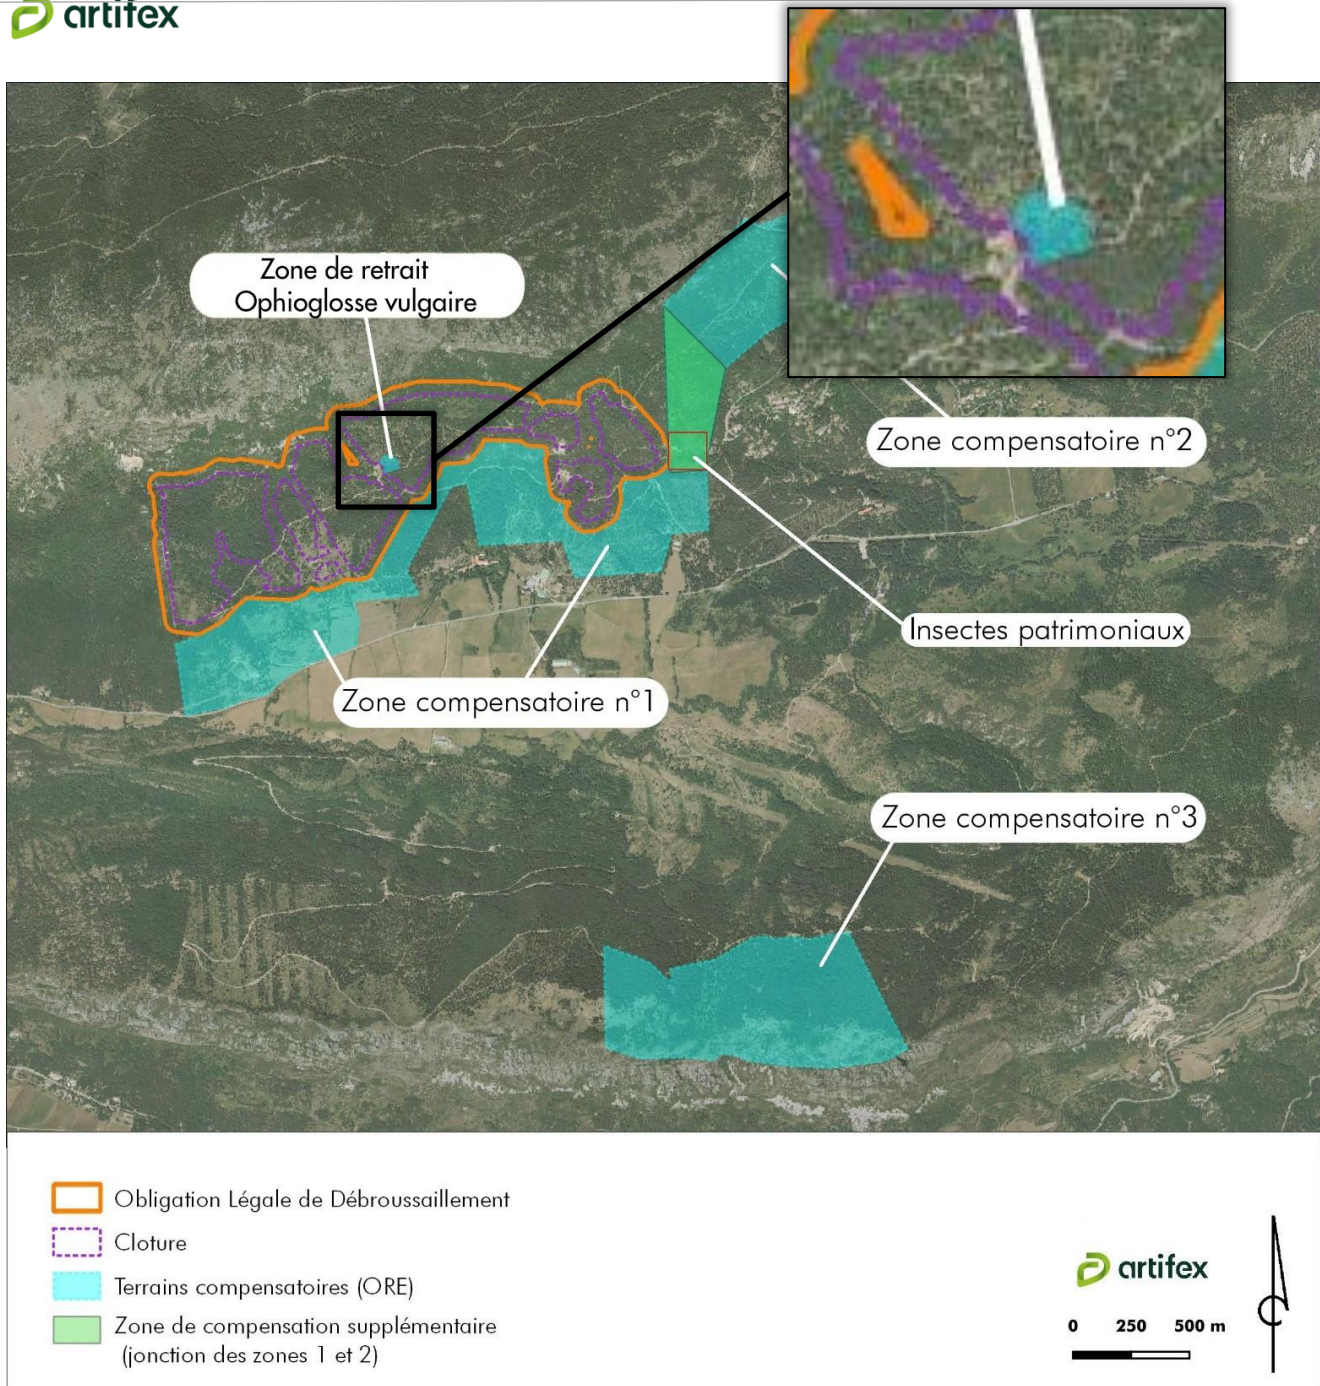 artifex
Zone de retrait
Ophioglosse vulgaire
Zone compensatoire n°2
Insectes patrimoniaux
Zone compensatoire n°1
Zone compensatoire n°3
Obligation Légale de Débroussaillement
Cloture
Terrains compensatoires (ORE)
Zone de compensation supplémentaire
(jonction des zones 1 et 2)
artifex
0 250 500 m